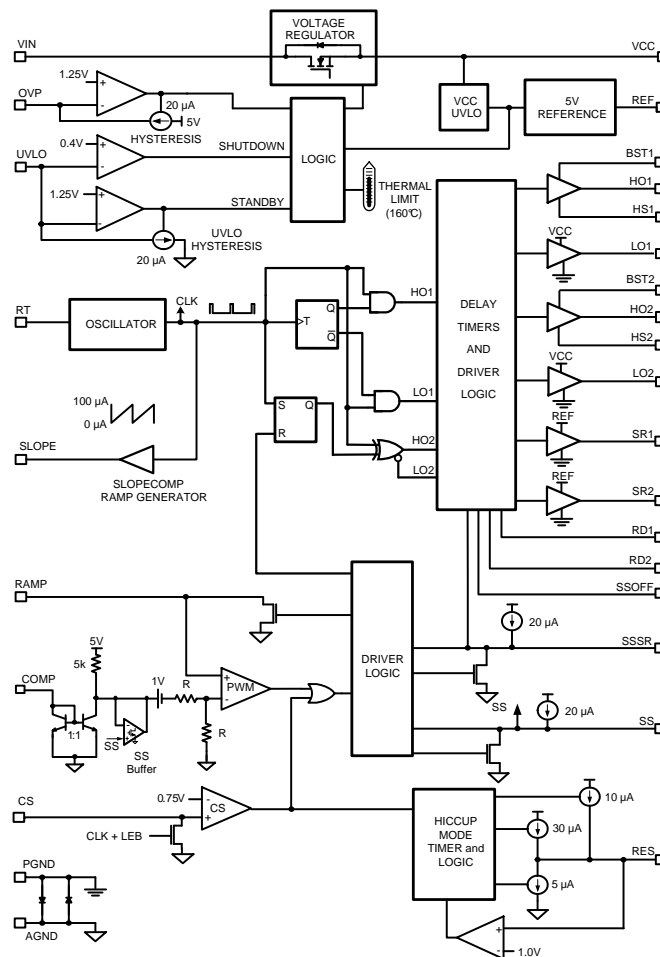 VOLTAGE
REGULATOR
VIN
VCC
1.25V
+
-
OVP
20 µA
5V
HYSTERESIS
VCC
UVLO
5V
REFERENCE
REF
0.4V
+
-
UVLO
SHUTDOWN
LOGIC
1.25V
+
-
STANDBY
THERMAL
LIMIT
(160℃)
UVLO
HYSTERESIS
20 µA
BST1
HO1
HS1
VCC
LO1
BST2
HO2
HS2
VCC
LO2
REF
SR1
REF
SR2
RD1
RD2
SSOFF
RT
OSCILLATOR
CLK
>T
Q
Q
HO1
LO1
HO2
LO2
DELAY
TIMERS
AND
DRIVER
LOGIC
S
Q
R
100 µA
0 µA
SLOPE
SLOPECOMP
RAMP GENERATOR
RAMP
5V
5k
COMP
1:1
SS
-
+
SS
Buffer
1V
R
R
+
-
PWM
DRIVER
LOGIC
20 µA
SSSR
SS
20 µA
SS
CS
0.75V
-
+
CS
CLK + LEB
HICCUP
MODE
TIMER and
LOGIC
10 µA
30 µA
RES
5 µA
+
-
1.0V
PGND
AGND